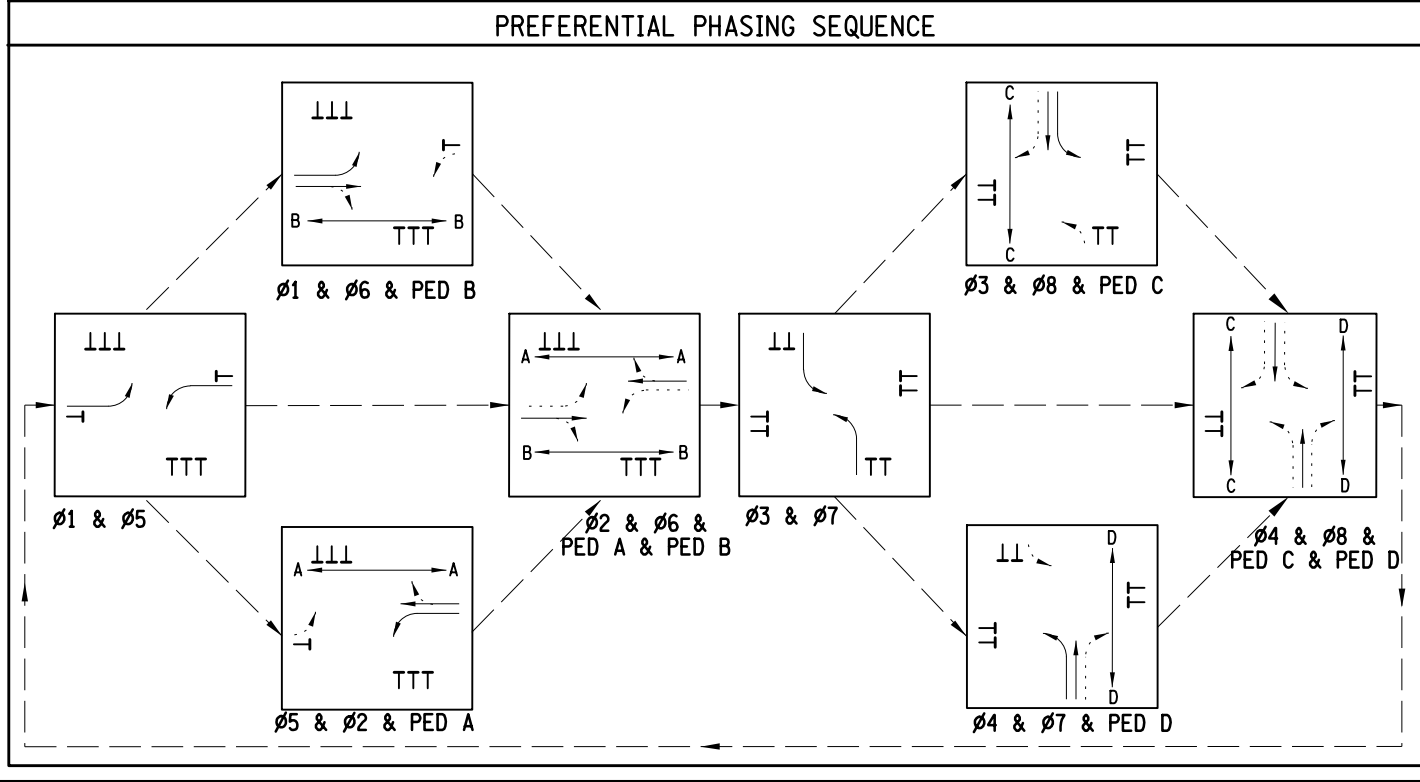 PREFERENTIAL PHASING SEQUENCE
B B
Ø1 & Ø6 & PED B
Ø1 & Ø5
A A
Ø5 & Ø2 & PED A
A A
B B
Ø2 & Ø6 &
PED A & PED B
Ø3 & Ø7
C
C
Ø3 & Ø8 & PED C
D
D
Ø4 & Ø7 & PED D
C D
C D
Ø4 & Ø8 &
PED C & PED D